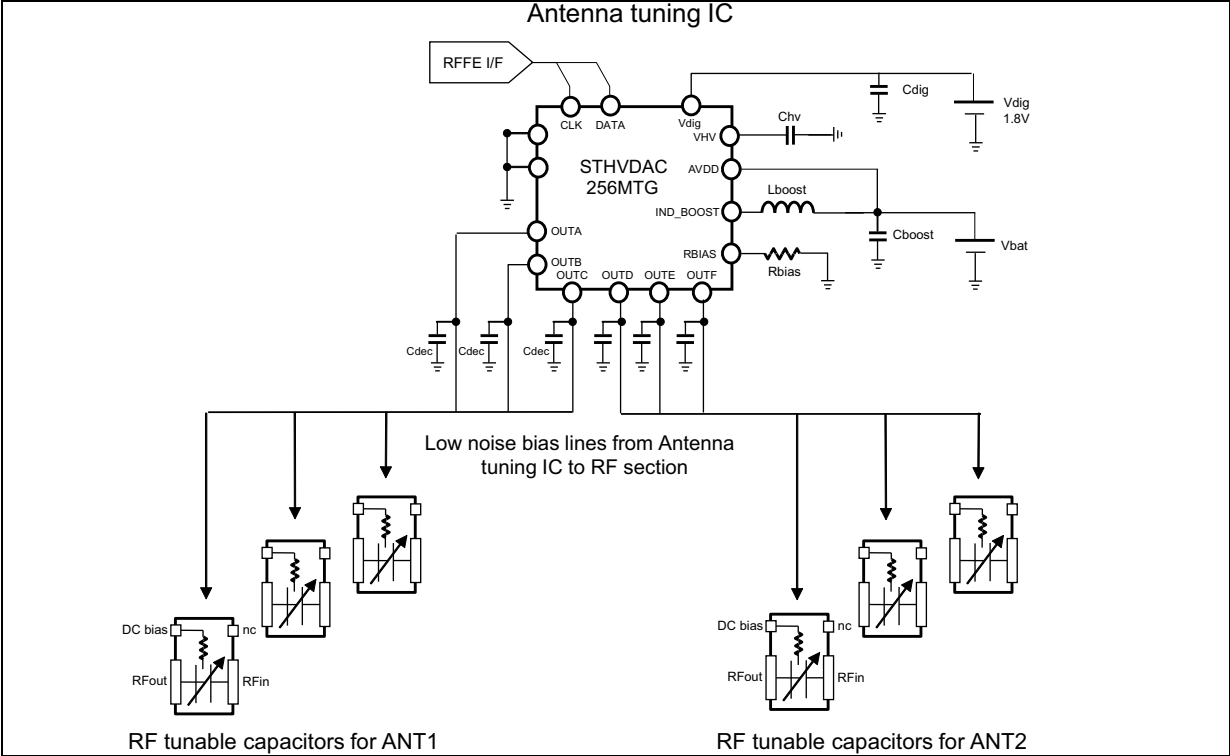 Antenna tuning IC
RFFE I/F
CLK
DATA
Vdig
Cdig
Vdig
1.8V
Chv
VHV
STHVDAC
256MTG
AVDD
Lboost
IND_BOOST
Cboost
Vbat
RBIAS
Rbias
OUTA
OUTB
OUTC
OUTD
OUTE
OUTF
Cdec
Cdec
Cdec
Low noise bias lines from Antenna
tuning IC to RF section
DC bias
nc
RFout
RFin
DC bias
nc
RFout
RFin
RF tunable capacitors for ANT1
RF tunable capacitors for ANT2